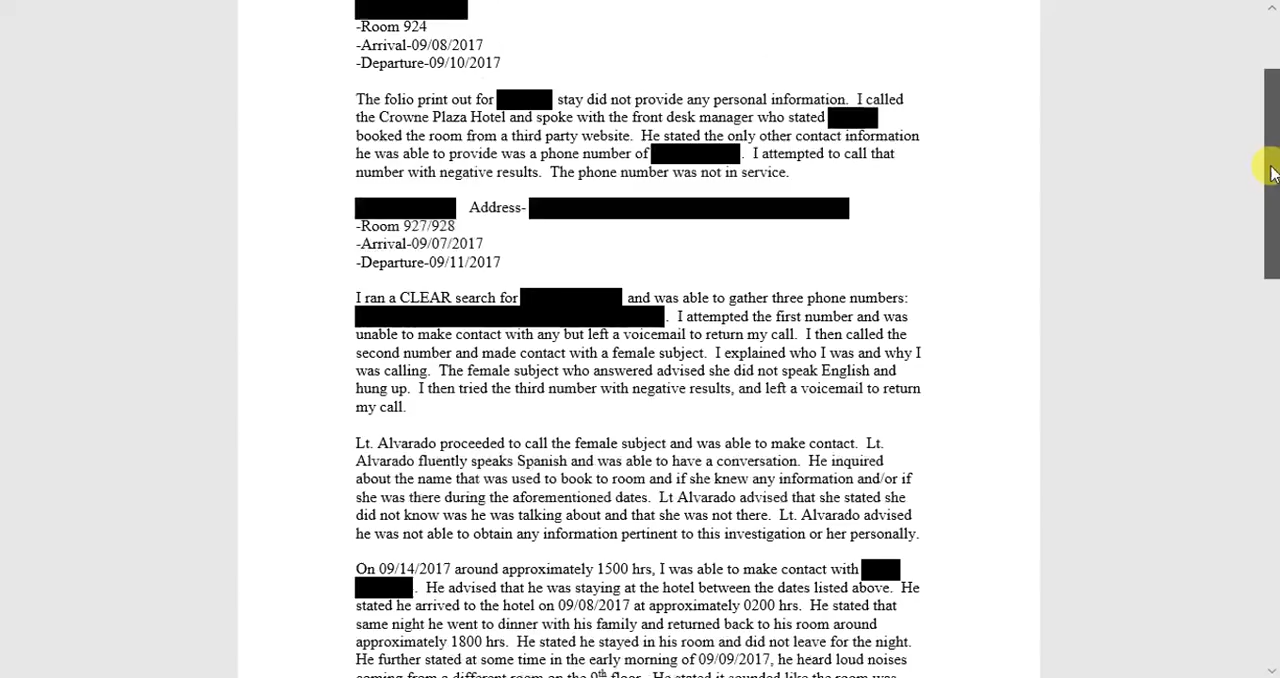 -Room 924
-Arrival-09/08/2017
-Departure-09/10/2017
The folio print out for stay did not provide any personal information. I called
the Crowne Plaza Hotel and spoke with the front desk manager who stated
booked the room from a third party website. He stated the only other contact information
he was able to provide was a phone number of . I attempted to call that
number with negative results. The phone number was not in service.
Address-
-Room 927/928
-Arrival-09/07/2017
-Departure-09/11/2017
I ran a CLEAR search for and was able to gather three phone numbers:
. I attempted the first number and was
unable to make contact with any but left a voicemail to return my call. I then called the
second number and made contact with a female subject. I explained who I was and why I
was calling. The female subject who answered advised she did not speak English and
hung up. I then tried the third number with negative results, and left a voicemail to return
my call.
Lt. Alvarado proceeded to call the female subject and was able to make contact. Lt.
Alvarado fluently speaks Spanish and was able to have a conversation. He inquired
about the name that was used to book to room and if she knew any information and/or if
she was there during the aforementioned dates. Lt Alvarado advised that she stated she
did not know was he was talking about and that she was not there. Lt. Alvarado advised
he was not able to obtain any information pertinent to this investigation or her personally.
On 09/14/2017 around approximately 1500 hrs, I was able to make contact with
. He advised that he was staying at the hotel between the dates listed above. He
stated he arrived to the hotel on 09/08/2017 at approximately 0200 hrs. He stated that
same night he went to dinner with his family and returned back to his room around
approximately 1800 hrs. He stated he stayed in his room and did not leave for the night.
He further stated at some time in the early morning of 09/09/2017, he heard loud noises
coming from a different room on the 9th floor. He stated it sounded like the room was